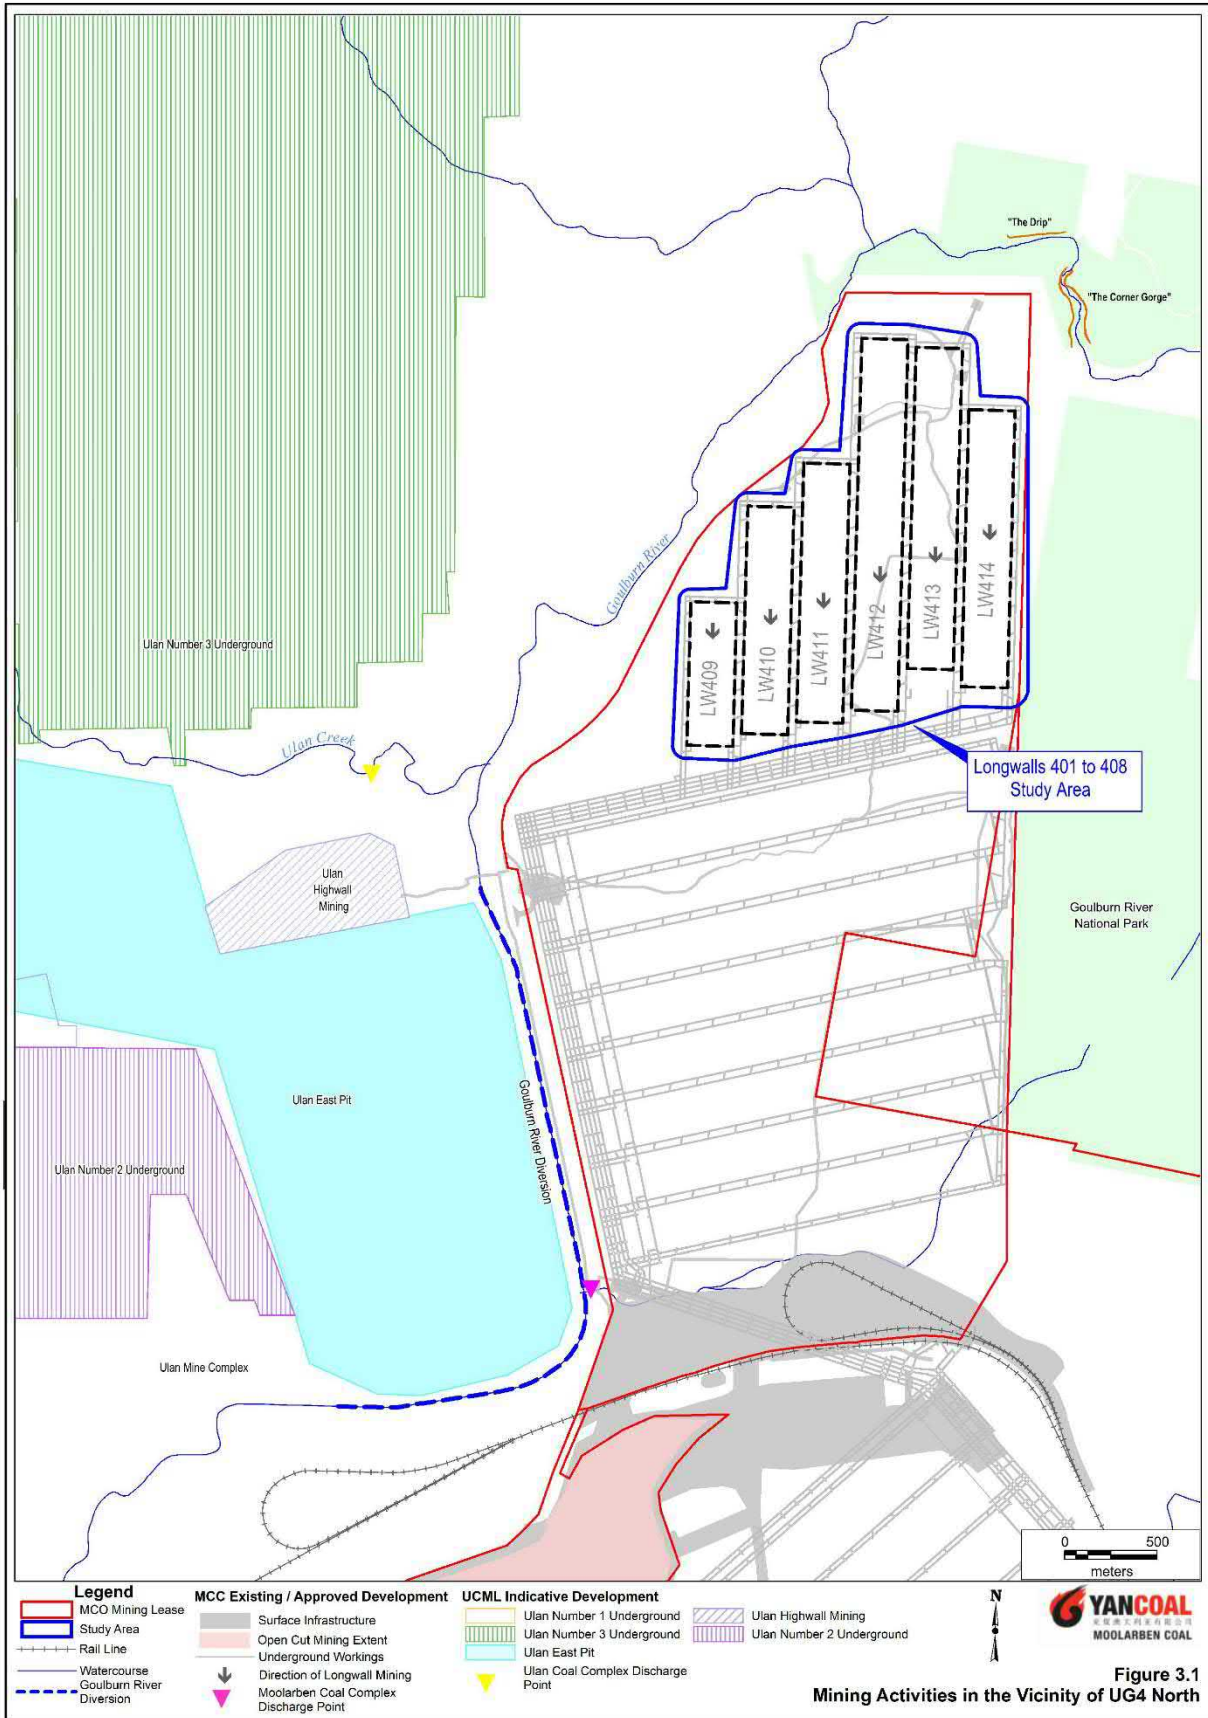 "The Drip"
"The Corner Gorge"
Goulburn River
Ulan Number 3 Underground
Ulan Creek
LW409
LW410
LW411
LW412
LW413
LW414
Longwalls 401 to 408
Study Area
Ulan
Highwall
Mining
Goulburn River
National Park
Ulan East Pit
Goulburn River Diversion
Ulan Number 2 Underground
Ulan Mine Complex
0 500
meters
Legend
MCO Mining Lease
Study Area
Rail Line
Watercourse
Goulburn River
Diversion
MCC Existing / Approved Development
Surface Infrastructure
Open Cut Mining Extent
Underground Workings
Direction of Longwall Mining
Moolarben Coal Complex
Discharge Point
UCML Indicative Development
Ulan Number 1 Underground
Ulan Number 3 Underground
Ulan East Pit
Ulan Coal Complex Discharge
Point
Ulan Highwall Mining
Ulan Number 2 Underground
N
YANCOAL
MOOLARBEN COAL
Figure 3.1
Mining Activities in the Vicinity of UG4 North